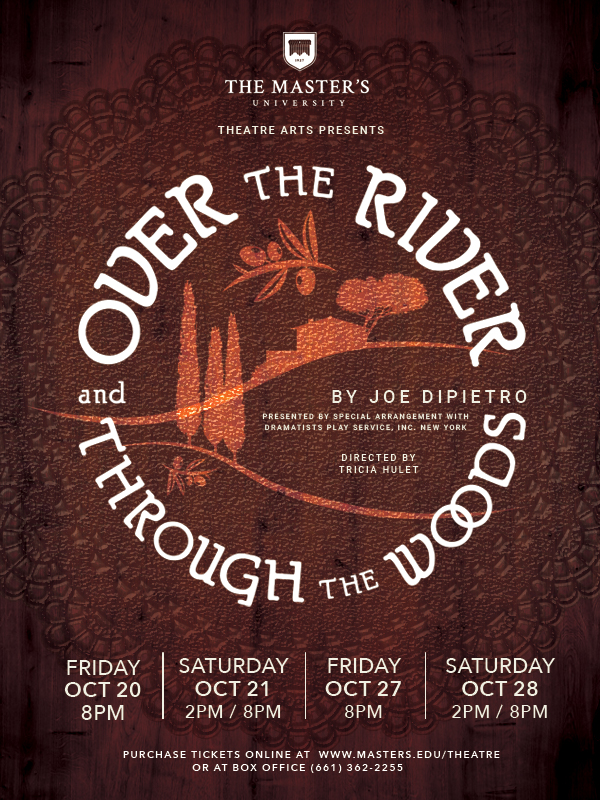 1927
THE MASTER'S
UNIVERSITY
THEATRE ARTS PRESENTS
OVER THE RIVER
and
THROUGH THE WOODS
BY JOE DIPIETRO
PRESENTED BY SPECIAL ARRANGEMENT WITH
DRAMATISTS PLAY SERVICE, INC. NEW YORK
DIRECTED BY
TRICIA HULET
FRIDAY
OCT 20
8PM
SATURDAY
OCT 21
2PM / 8PM
FRIDAY
OCT 27
8PM
SATURDAY
OCT 28
2PM / 8PM
PURCHASE TICKETS ONLINE AT WWW.MASTERS.EDU/THEATRE
OR AT BOX OFFICE (661) 362-2255